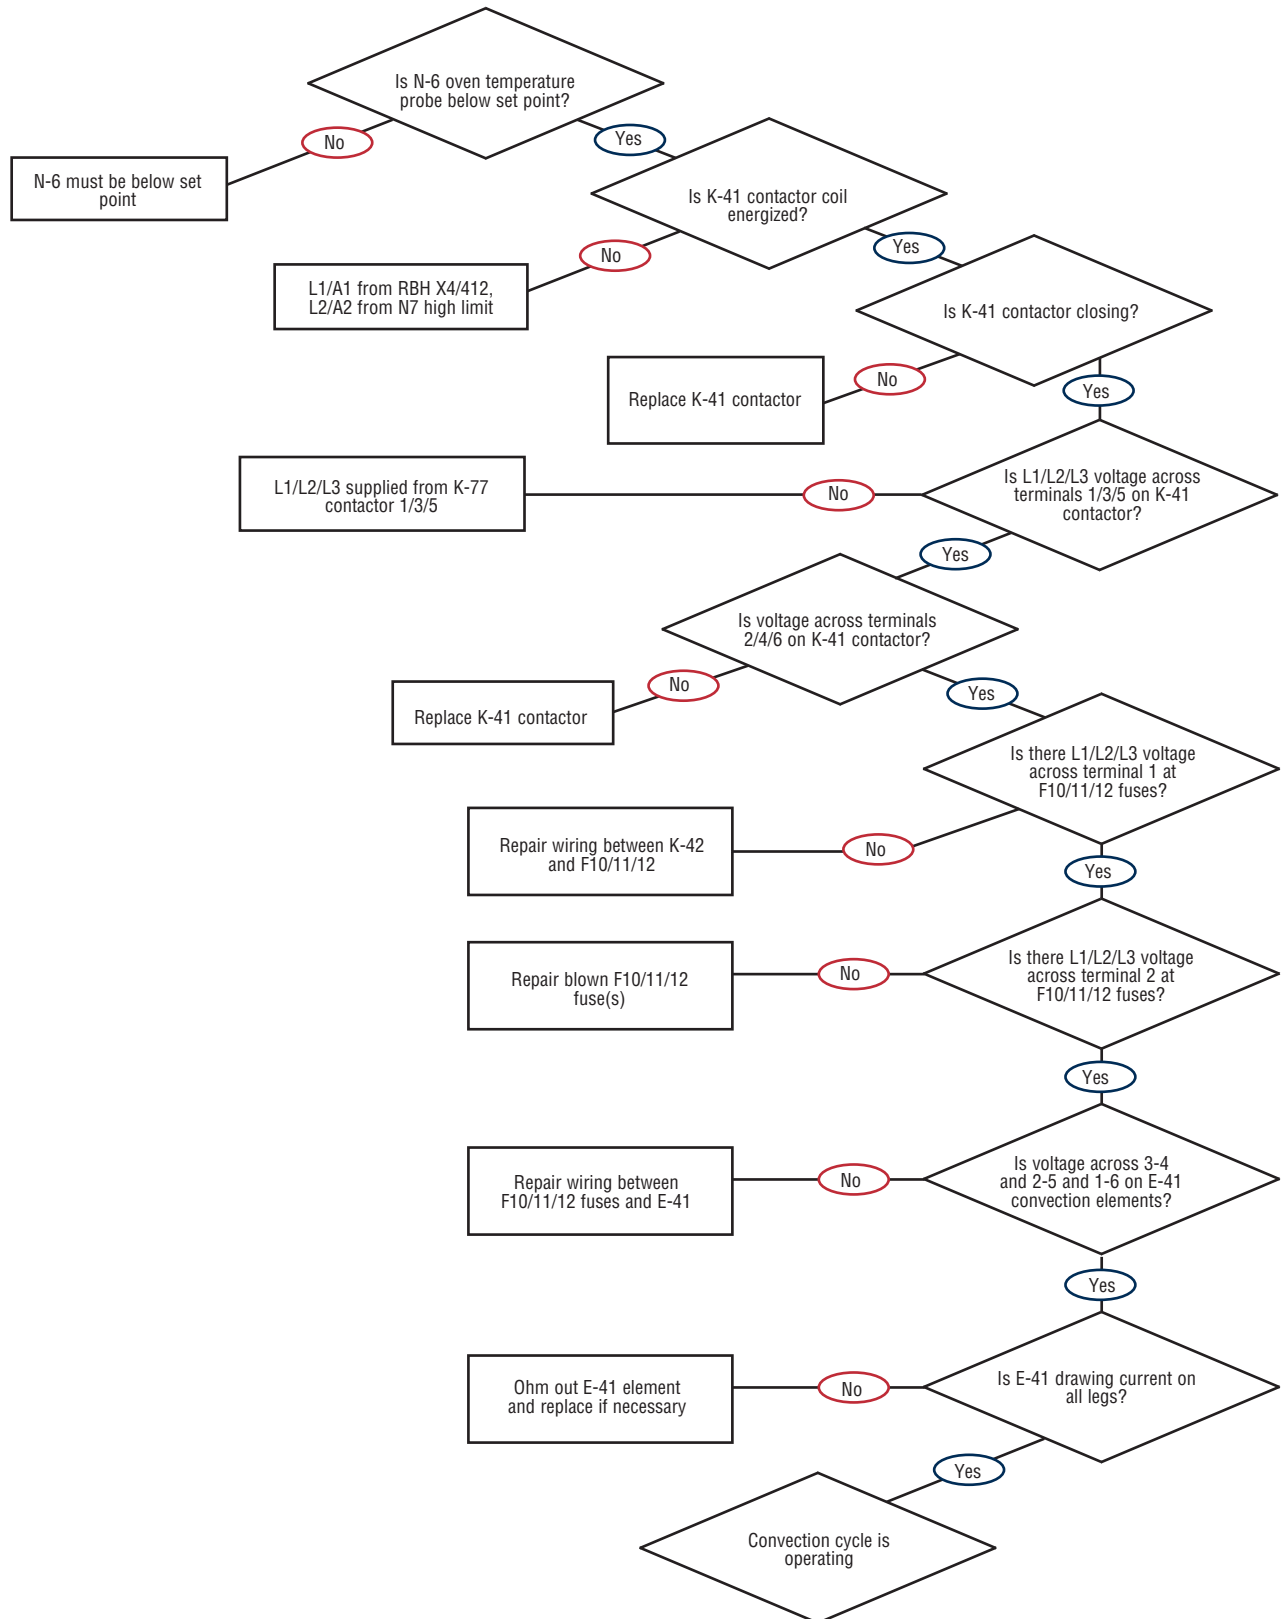 Is N-6 oven temperature
probe below set point?
No
Yes
N-6 must be below set
point
Is K-41 contactor coil
energized?
No
Yes
L1/A1 from RBH X4/412,
L2/A2 from N7 high limit
Is K-41 contactor closing?
No
Yes
Replace K-41 contactor
Is L1/L2/L3 voltage across
terminals 1/3/5 on K-41
contactor?
No
L1/L2/L3 supplied from K-77
contactor 1/3/5
Yes
Is voltage across terminals
2/4/6 on K-41 contactor?
No
Yes
Replace K-41 contactor
Is there L1/L2/L3 voltage
across terminal 1 at
F10/11/12 fuses?
No
Repair wiring between K-42
and F10/11/12
Yes
Is there L1/L2/L3 voltage
across terminal 2 at
F10/11/12 fuses?
No
Repair blown F10/11/12
fuse(s)
Yes
Is voltage across 3-4
and 2-5 and 1-6 on E-41
convection elements?
No
Repair wiring between
F10/11/12 fuses and E-41
Yes
Is E-41 drawing current on
all legs?
No
Ohm out E-41 element
and replace if necessary
Yes
Convection cycle is
operating